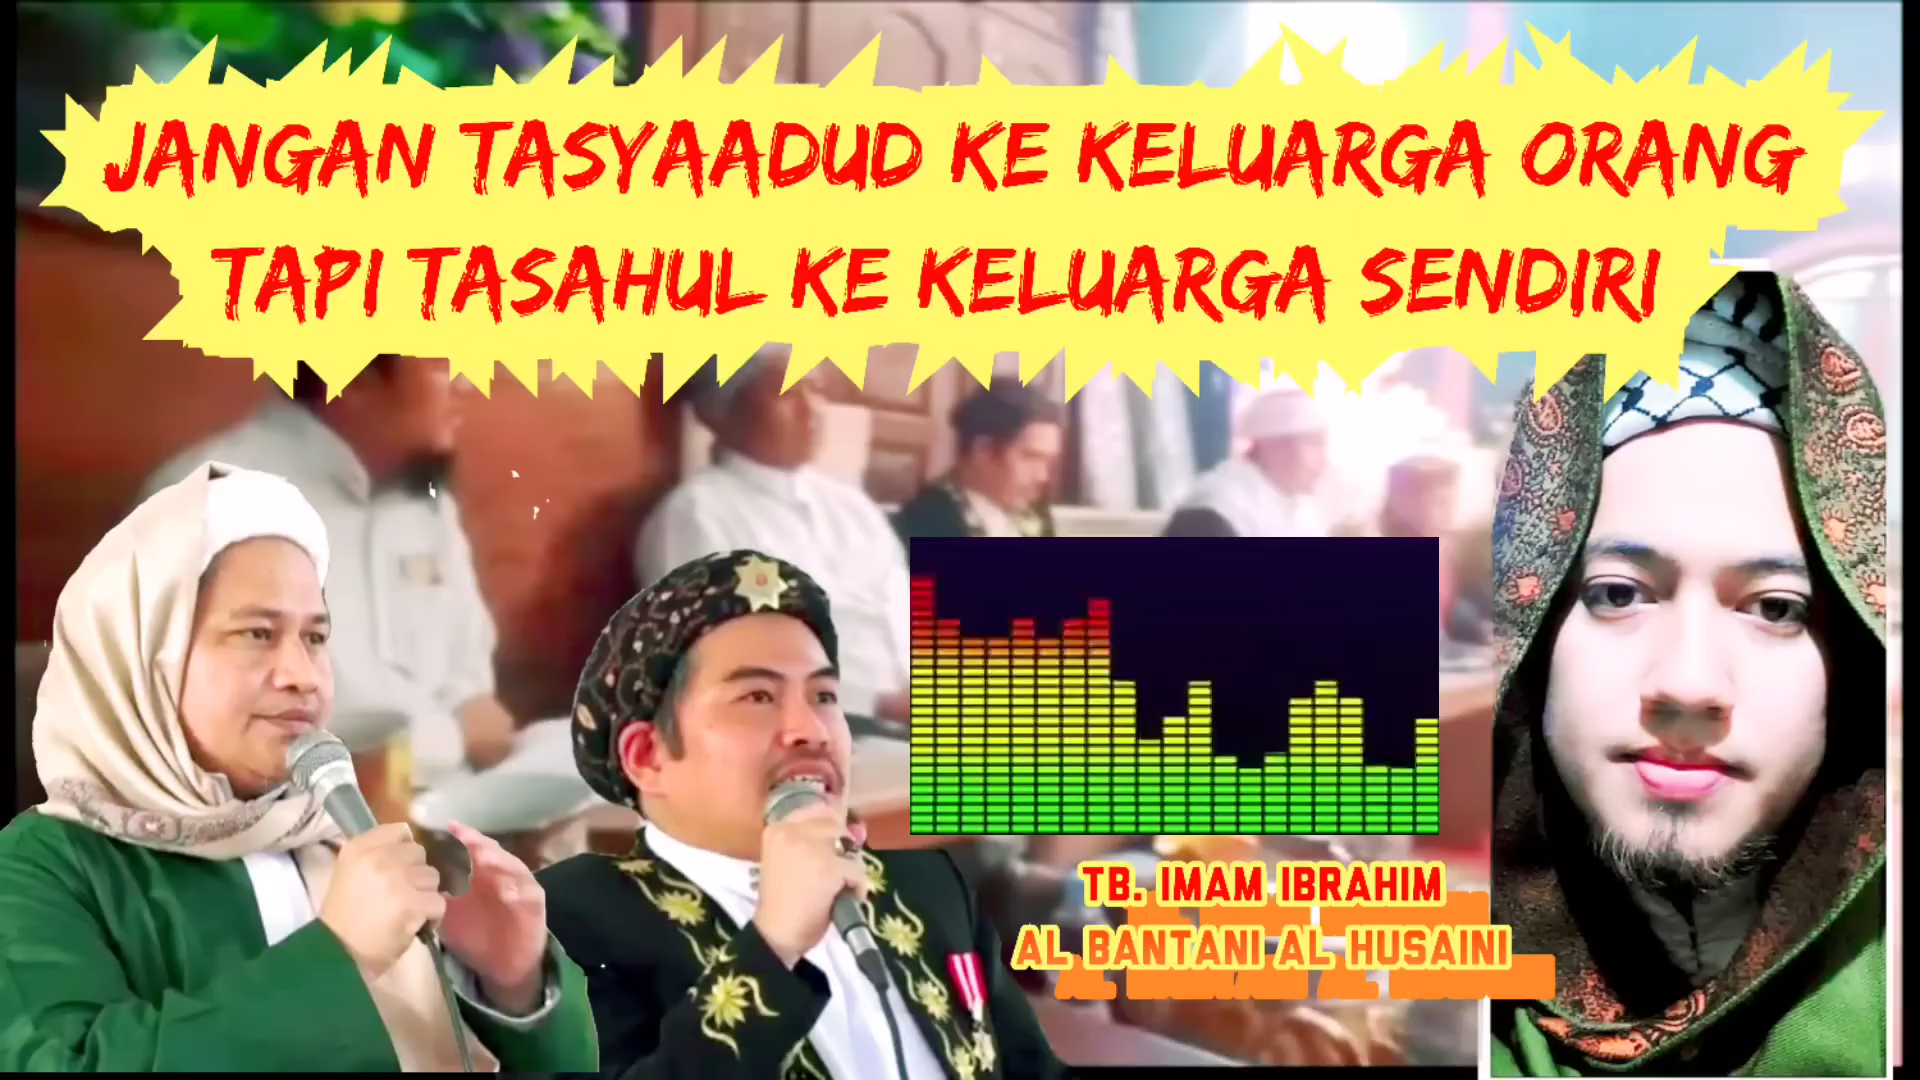 JANGAN TASYAADUD KE KELUARGA ORANG
TAPI TASAHUL KE KELUARGA SENDIRI
TB. IMAM IBRAHIM
AL BANTANI AL HUSAINI